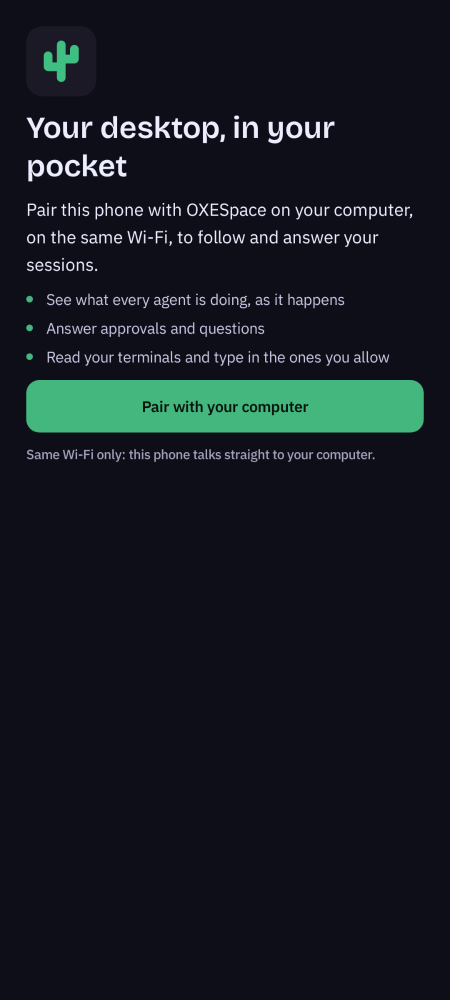 Your desktop, in your
pocket
Pair this phone with OXESpace on your computer,
on the same Wi-Fi, to follow and answer your
sessions.
See what every agent is doing, as it happens
Answer approvals and questions
Read your terminals and type in the ones you allow
Pair with your computer
Same Wi-Fi only: this phone talks straight to your computer.